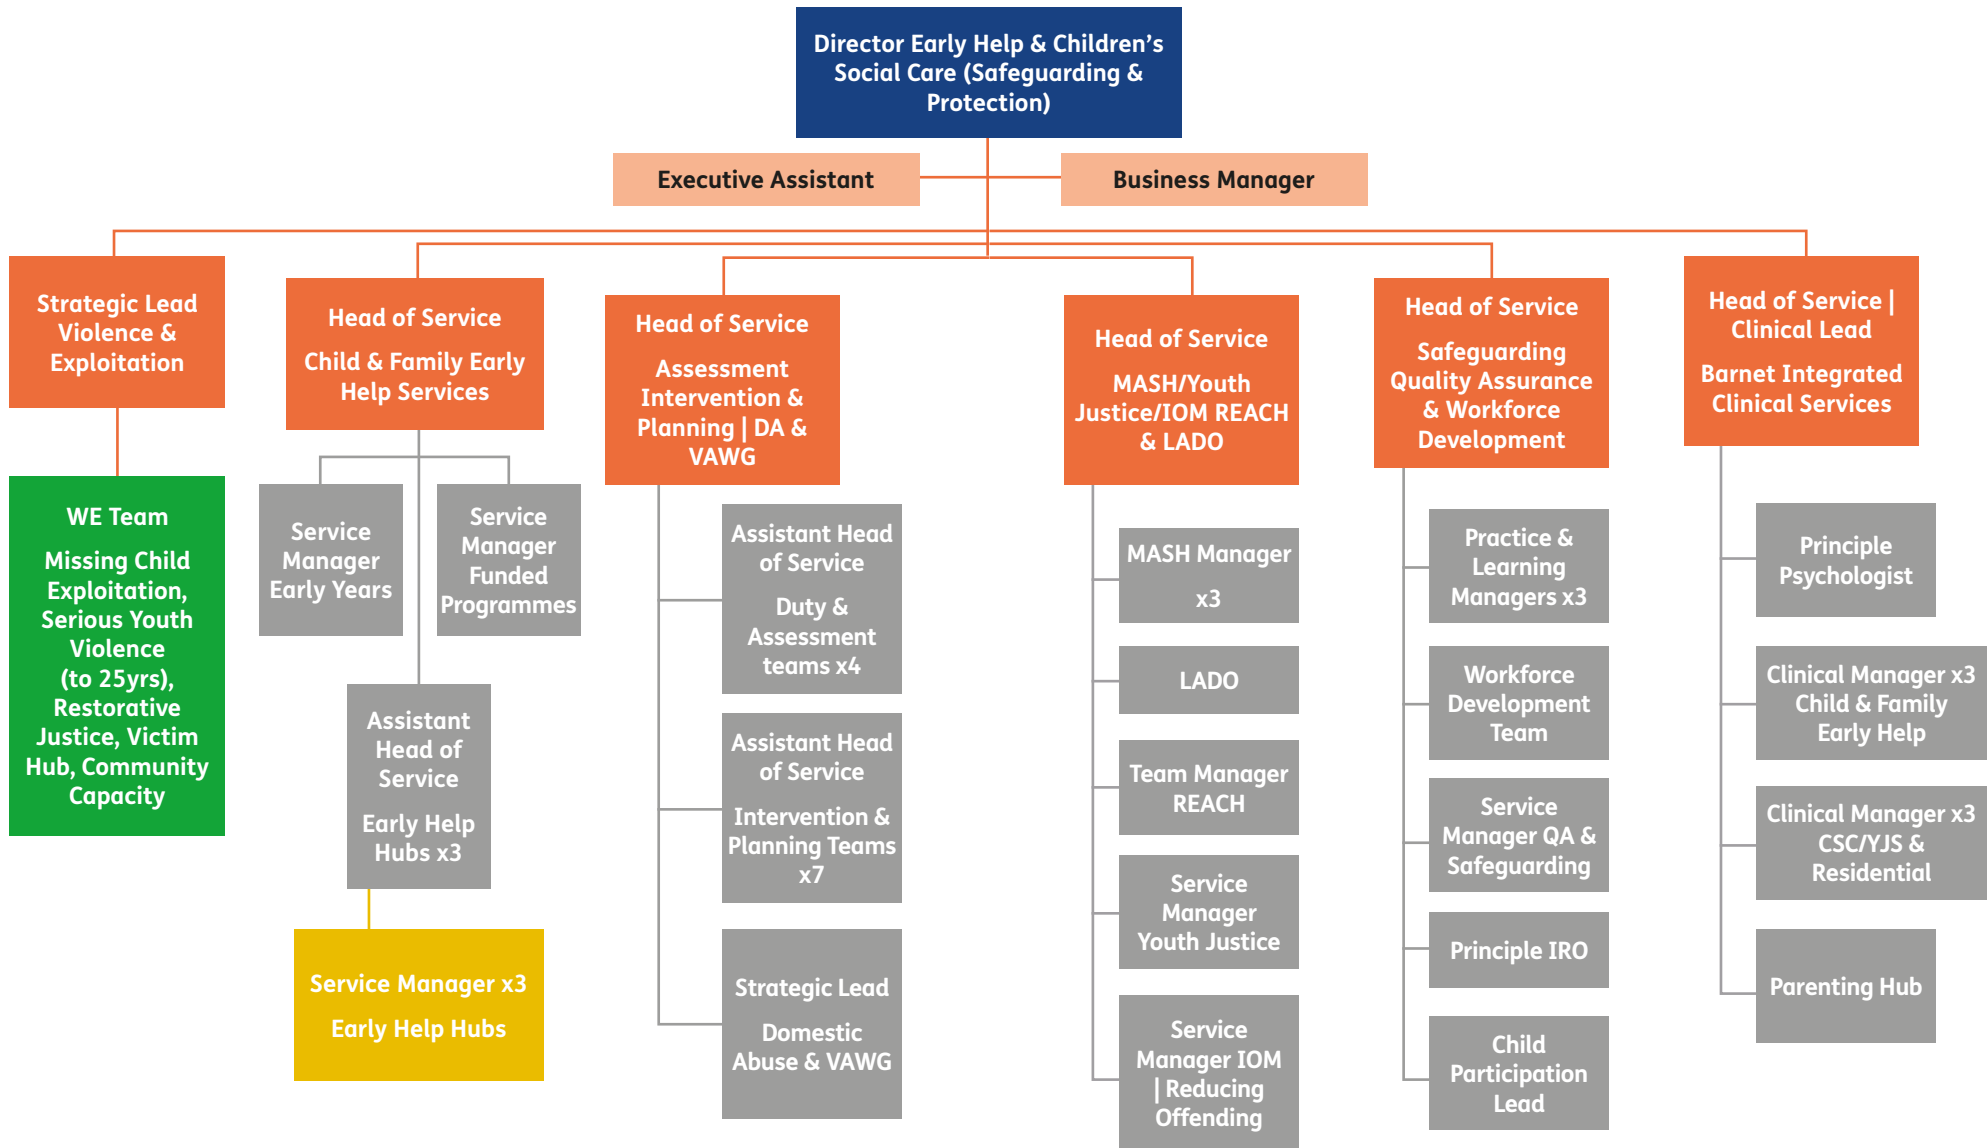 Director Early Help & Children’s
Social Care (Safeguarding &
Protection)
Executive Assistant
Business Manager
Strategic Lead
Violence &
Exploitation
WE Team
Missing Child
Exploitation,
Serious Youth
Violence
(to 25yrs),
Restorative
Justice, Victim
Hub, Community
Capacity
Head of Service
Child & Family Early
Help Services
Service
Manager
Early Years
Service
Manager
Funded
Programmes
Assistant
Head of
Service
Early Help
Hubs x3
Service Manager x3
Early Help Hubs
Head of Service
Assessment
Intervention &
Planning | DA &
VAWG
Assistant Head
of Service
Duty &
Assessment
teams x4
Assistant Head
of Service
Intervention &
Planning Teams
x7
Strategic Lead
Domestic
Abuse & VAWG
Head of Service
MASH/Youth
Justice/IOM REACH
& LADO
MASH Manager
x3
LADO
Team Manager
REACH
Service
Manager
Youth Justice
Service
Manager IOM
| Reducing
Offending
Head of Service
Safeguarding
Quality Assurance
& Workforce
Development
Practice &
Learning
Managers x3
Workforce
Development
Team
Service
Manager QA &
Safeguarding
Principle IRO
Child
Participation
Lead
Head of Service |
Clinical Lead
Barnet Integrated
Clinical Services
Principle
Psychologist
Clinical Manager x3
Child & Family
Early Help
Clinical Manager x3
CSC/YJS &
Residential
Parenting Hub